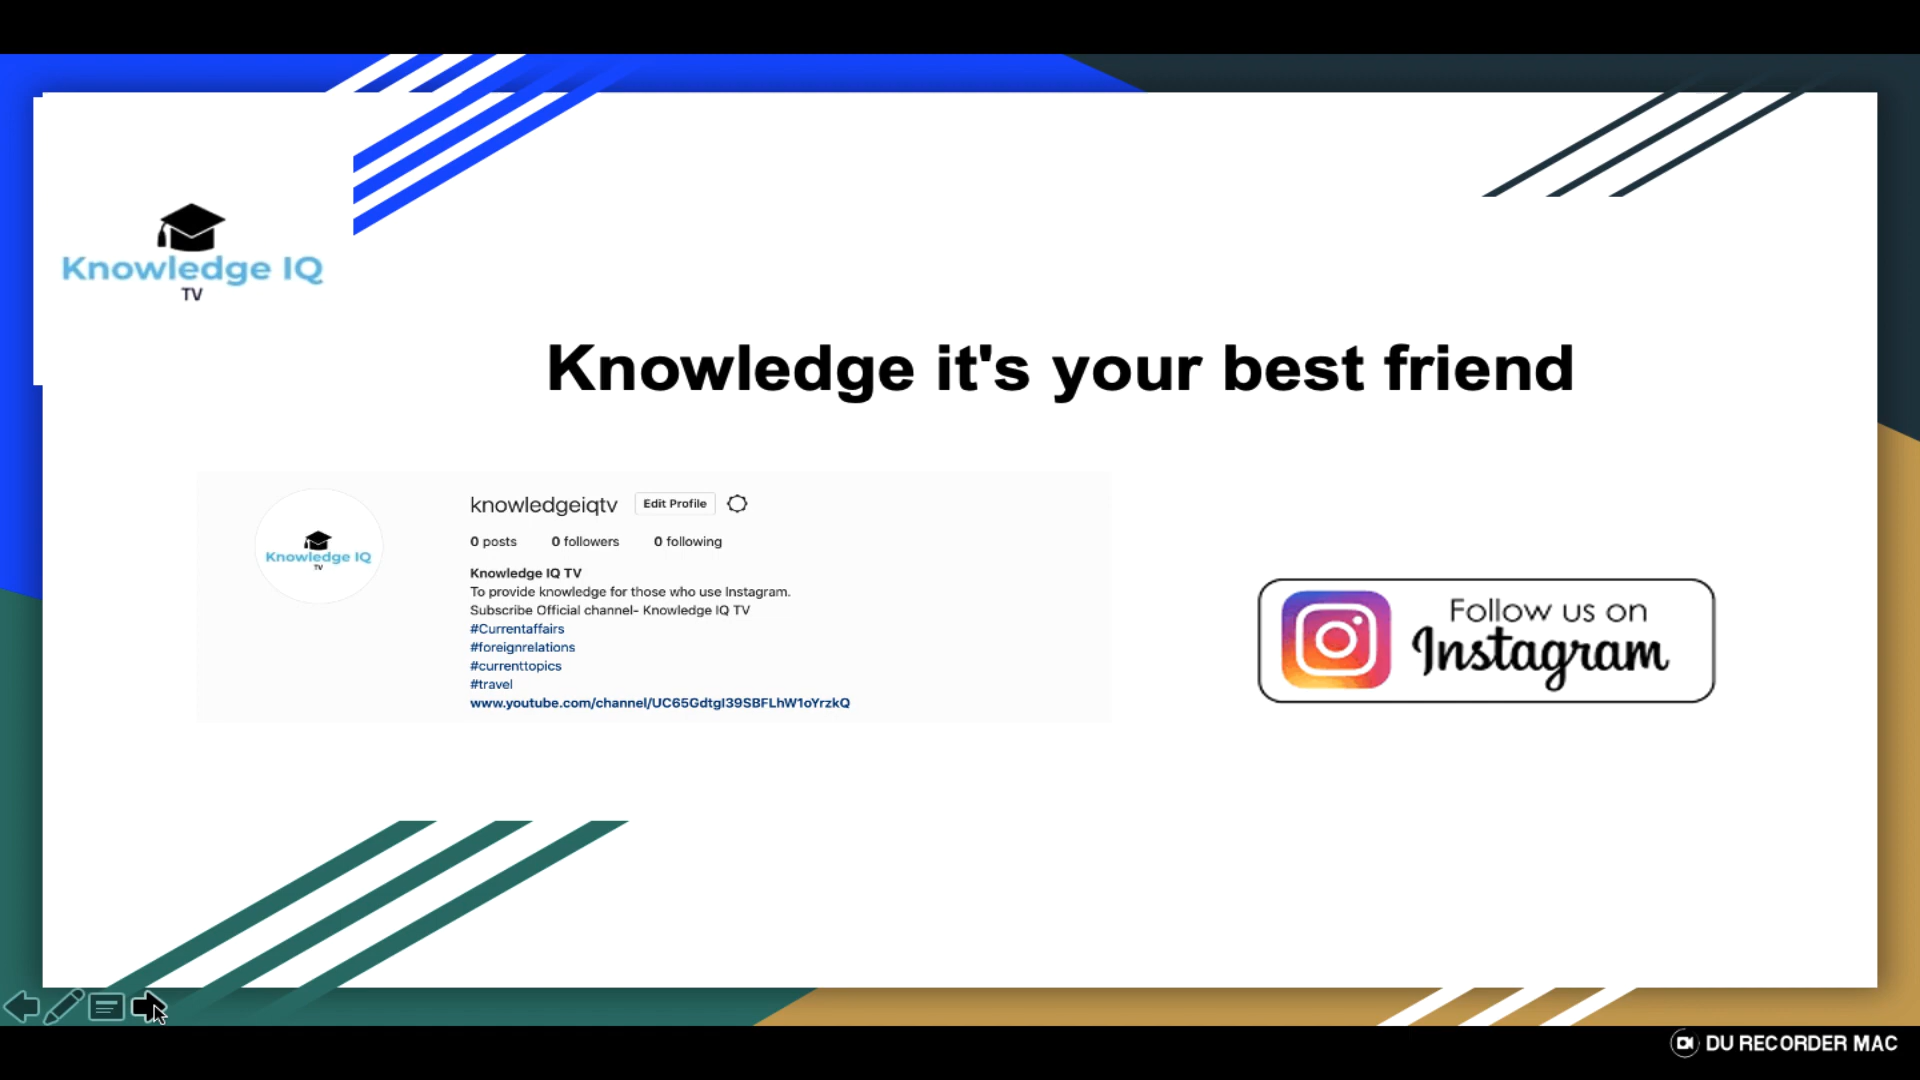 Knowledge IQ
TV
Knowledge it's your best friend
knowledgeiqtv Edit Profile
0 posts 0 followers 0 following
Knowledge IQ
TV
Knowledge IQ TV
To provide knowledge for those who use Instagram.
Subscribe Official channel- Knowledge IQ TV
#Currentaffairs
#foreignrelations
#currenttopics
#travel
www.youtube.com/channel/UC65GdtgI39SBFLhW1oYrzkQ
Follow us on
Instagram
DU RECORDER MAC